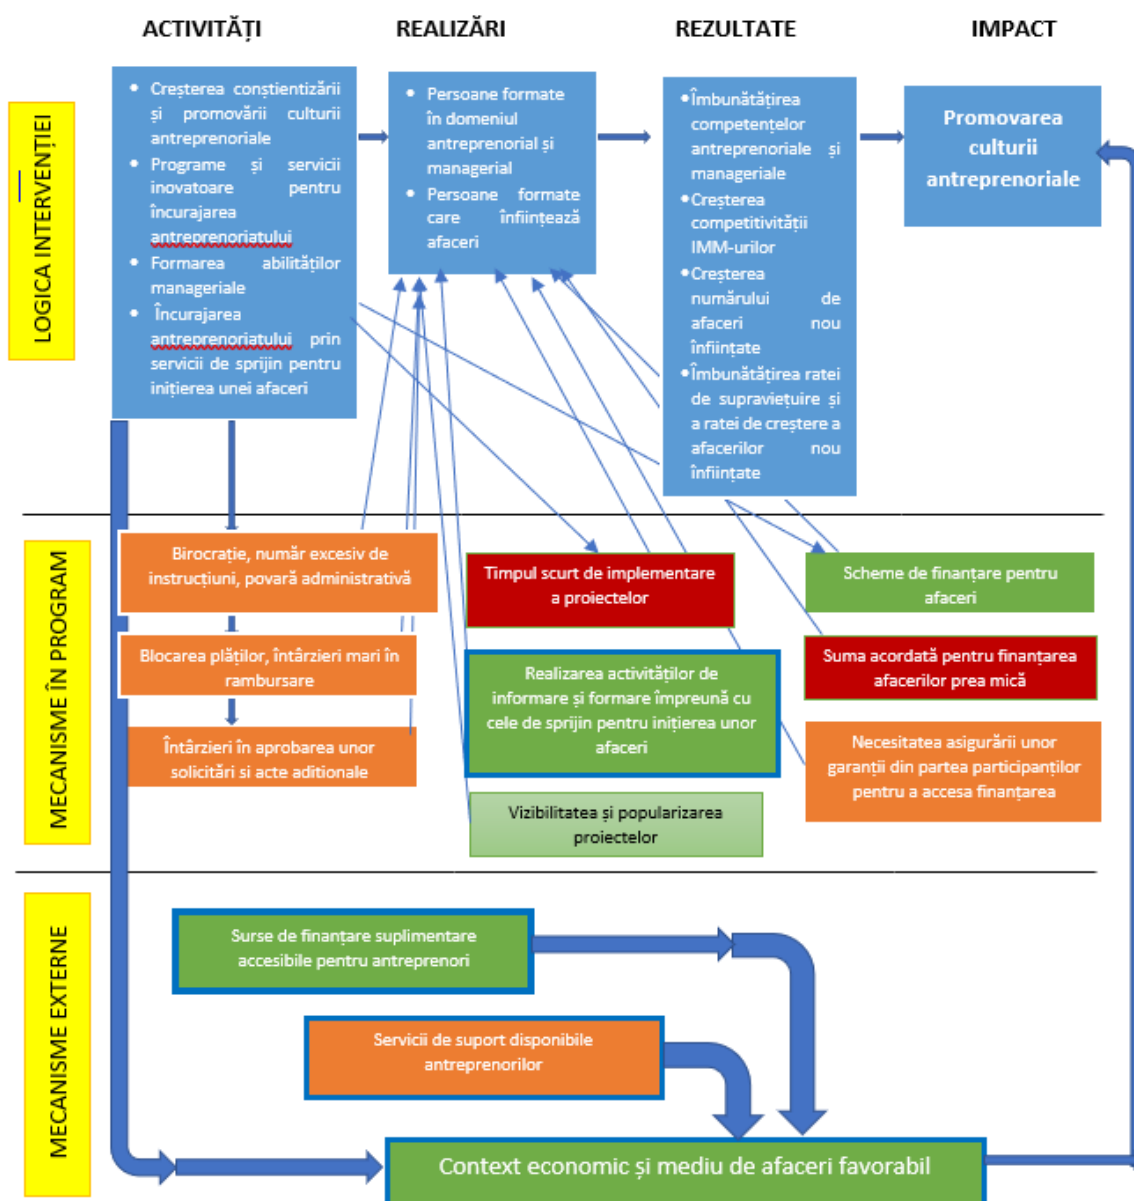 ACTIVITĂȚI
REALIZĂRI
REZULTATE
IMPACT
LOGICA INTERVENȚIEI
• Creșterea conștientizării
și promovării culturii
antreprenoriale
• Programe și servicii
inovatoare pentru
încurajarea
antreprenoriatului
• Formarea abilităților
manageriale
• Încurajarea
antreprenoriatului prin
servicii de sprijin pentru
inițierea unei afaceri
• Persoane formate
în domeniul
antreprenorial și
managerial
• Persoane formate
care înființează
afaceri
•Îmbunătățirea
competențelor
antreprenoriale și
manageriale
•Creșterea
competitivității
IMM-urilor
•Creșterea
numărului de
afaceri nou
înființate
•Îmbunătățirea ratei
de supraviețuire și
a ratei de creștere a
afacerilor nou
înființate
Promovarea
culturii
antreprenoriale
MECANISME ÎN PROGRAM
Birocrație, număr excesiv de
instrucțiuni, povară administrativă
Blocarea plăților, întârzieri mari în
rambursare
Întârzieri în aprobarea unor
solicitări si acte aditionale
Timpul scurt de implementare
a proiectelor
Realizarea activităților de
informare și formare împreună cu
cele de sprijin pentru inițierea unor
afaceri
Vizibilitatea și popularizarea
proiectelor
Scheme de finanțare pentru
afaceri
Suma acordată pentru finanțarea
afacerilor prea mică
Necesitatea asigurării unor
garanții din partea participanților
pentru a accesa finanțarea
MECANISME EXTERNE
Surse de finanțare suplimentare
accesibile pentru antreprenori
Servicii de suport disponibile
antreprenorilor
Context economic și mediu de afaceri favorabil